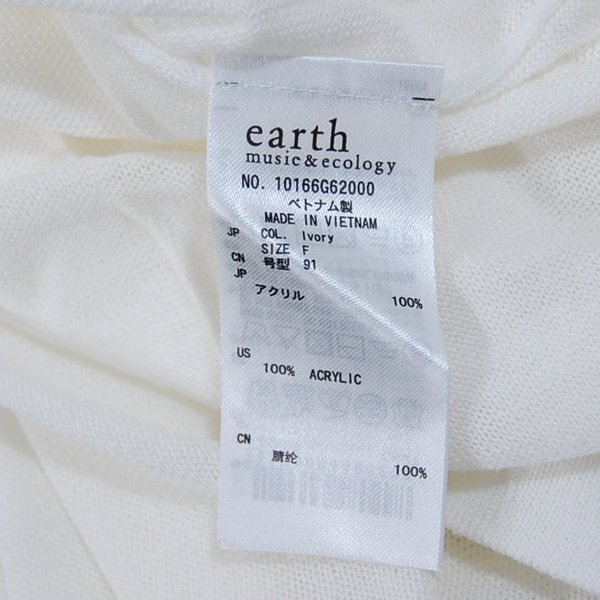 earth
music&ecology
NO. 10166G62000
ベトナム製
MADE IN VIETNAM
JP COL. Ivory
SIZE F
CN 号型 91
JP
アクリル 100%
US
100% ACRYLIC
CN
腈纶 100%